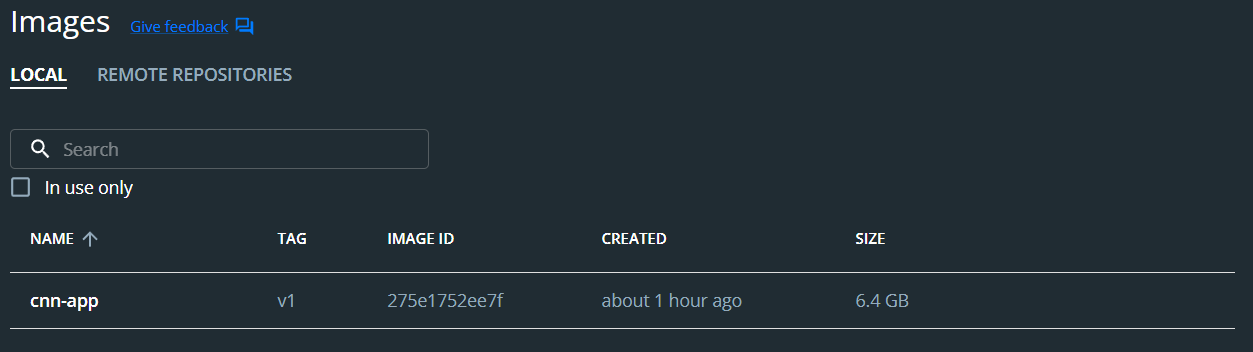 Images Give feedback
LOCAL REMOTE REPOSITORIES
Search
In use only
NAME TAG IMAGE ID CREATED SIZE
cnn-app v1 275e1752ee7f about 1 hour ago 6.4 GB